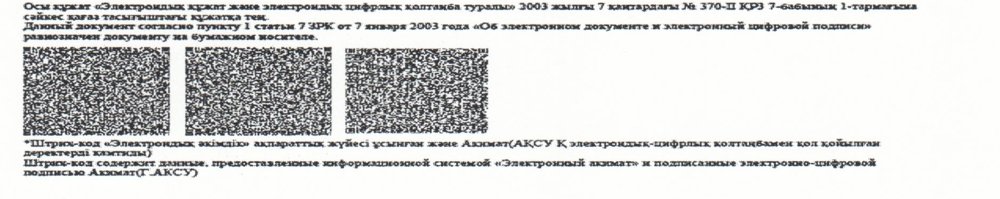 Осы құжат «Электрондық құжат және электрондық цифрлық қолтаңба туралы» 2003 жылғы 7 қаңтардағы № 370-II ҚРЗ 7-бабының 1-тармағына
сәйкес қағаз тасығыштағы құжатқа тең.
Данный документ согласно пункту 1 статьи 7 ЗРК от 7 января 2003 года «Об электронном документе и электронный цифровой подписи»
равнозначен документу на бумажном носителе.
*Штрих-код «Электрондық әкімдік» ақпараттық жүйесі ұсынған және Акимат(АҚСУ Қ электрондық-цифрлық қолтаңбамен қол қойылған
деректерді қамтиды)
Штрих-код содержит данные, предоставленные информационной системой «Электронный акимат» и подписанные электронно-цифровой
подписью Акимат(Г.АКСУ)